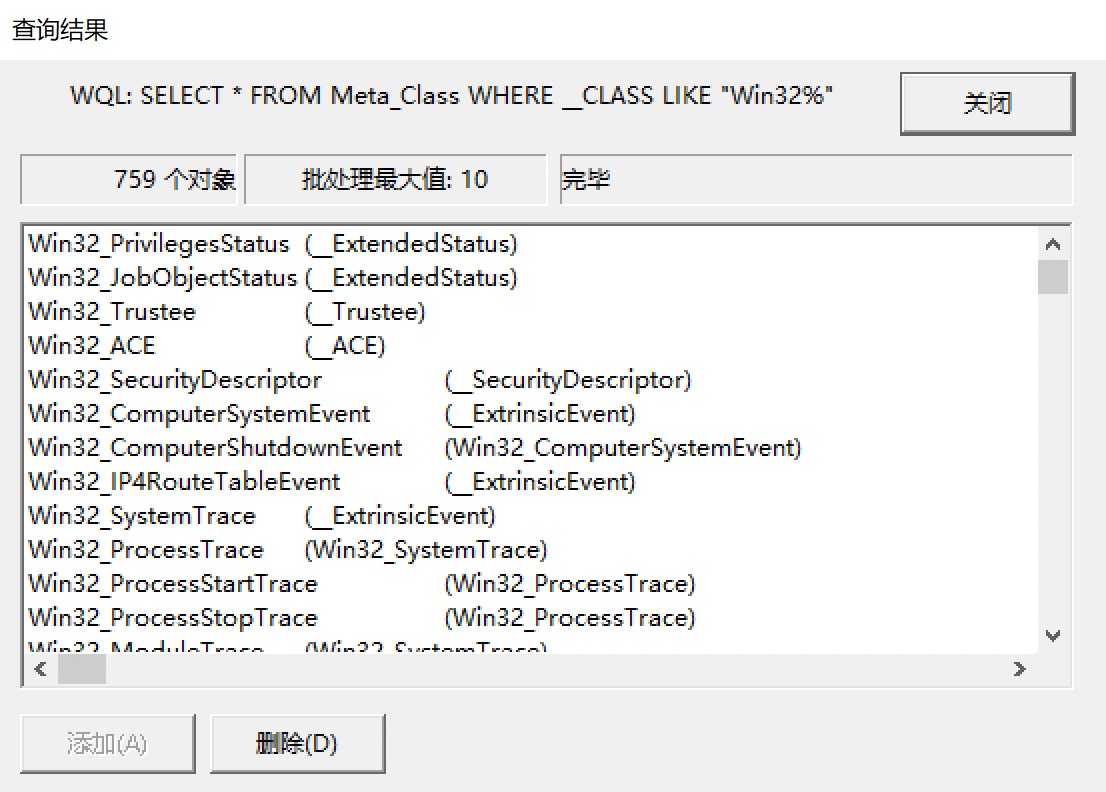 查询结果
WQL: SELECT * FROM Meta_Class WHERE __CLASS LIKE "Win32%"
关闭
759 个对象 批处理最大值: 10 完毕
Win32_PrivilegesStatus (__ExtendedStatus)
Win32_JobObjectStatus (__ExtendedStatus)
Win32_Trustee (__Trustee)
Win32_ACE (__ACE)
Win32_SecurityDescriptor (__SecurityDescriptor)
Win32_ComputerSystemEvent (__ExtrinsicEvent)
Win32_ComputerShutdownEvent (Win32_ComputerSystemEvent)
Win32_IP4RouteTableEvent (__ExtrinsicEvent)
Win32_SystemTrace (__ExtrinsicEvent)
Win32_ProcessTrace (Win32_SystemTrace)
Win32_ProcessStartTrace (Win32_ProcessTrace)
Win32_ProcessStopTrace (Win32_ProcessTrace)
Win32_ModuleTrace (Win32_SystemTrace)
添加(A) 删除(D)